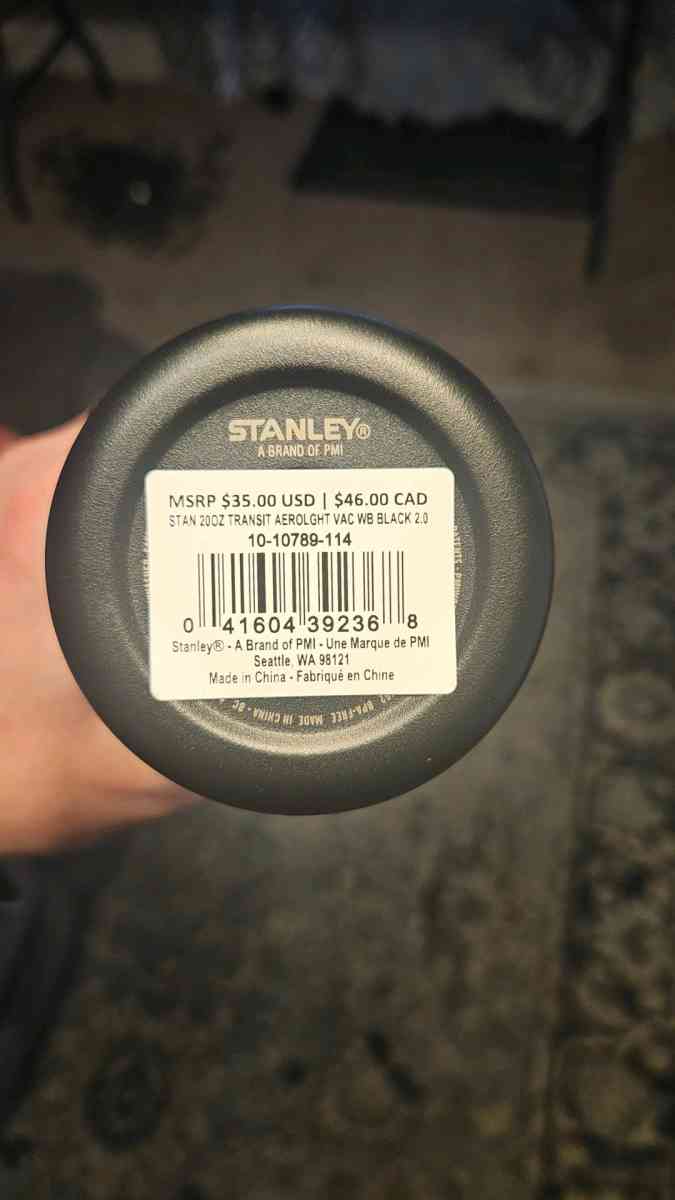 STANLEY®
A BRAND OF PMI
MSRP $35.00 USD | $46.00 CAD
STAN 20OZ TRANSIT AEROLGHT VAC WB BLACK 2.0
10-10789-114
0 41604 39236 8
Stanley® - A Brand of PMI - Une Marque de PMI
Seattle, WA 98121
Made in China - Fabriqué en Chine
BPA-FREE MADE IN CHINA